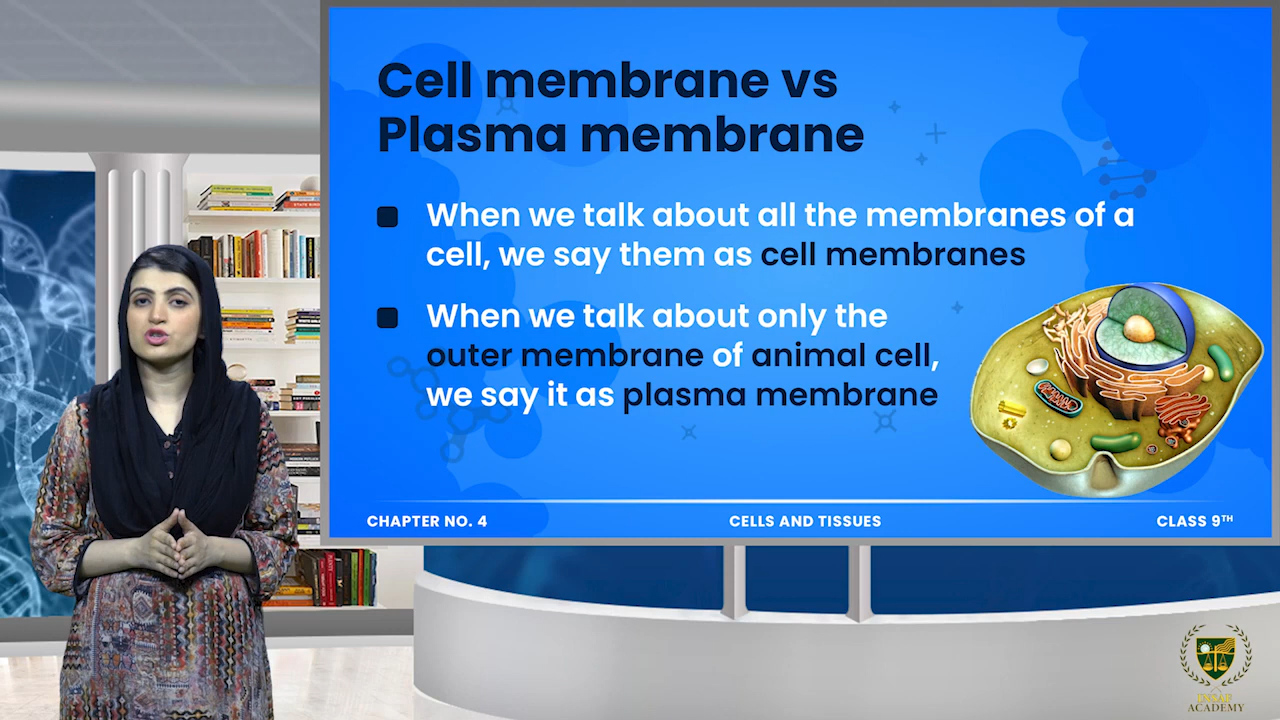 Cell membrane vs
Plasma membrane
When we talk about all the membranes of a
cell, we say them as cell membranes
When we talk about only the
outer membrane of animal cell,
we say it as plasma membrane
CHAPTER NO. 4
CELLS AND TISSUES
CLASS 9TH
ACADEMY